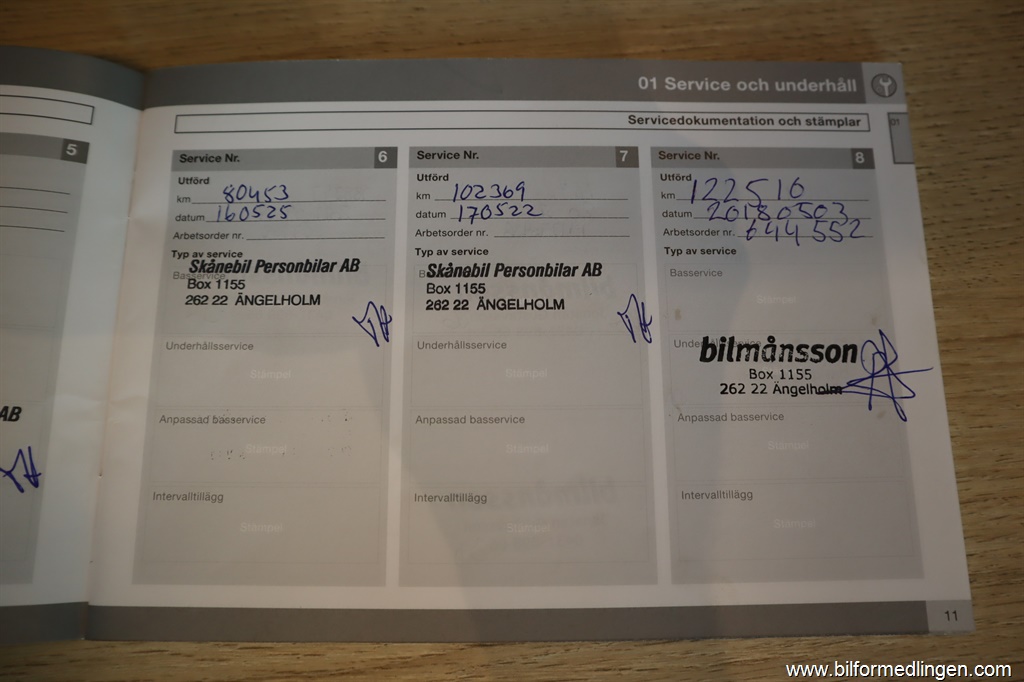 01 Service och underhåll
01
Servicedokumentation och stämplar
5
AB
Service Nr. 6
Utförd
km 80453
datum 160525
Arbetsorder nr.
Typ av service
Basservice
Skånebil Personbilar AB
Box 1155
262 22 ÄNGELHOLM
Underhållsservice
Stämpel
Anpassad basservice
Stämpel
Intervalltillägg
Stämpel
Service Nr. 7
Utförd
km 102369
datum 170522
Arbetsorder nr.
Typ av service
Skånebil Personbilar AB
Box 1155
262 22 ÄNGELHOLM
Underhållsservice
Stämpel
Anpassad basservice
Stämpel
Intervalltillägg
Stämpel
Service Nr. 8
Utförd
km 122510
datum 20180503
Arbetsorder nr. 644552
Typ av service
Basservice
Stämpel
bilmånsson
Box 1155
262 22 Ängelholm
Anpassad basservice
Stämpel
Intervalltillägg
Stämpel
11
www.bilformedlingen.com